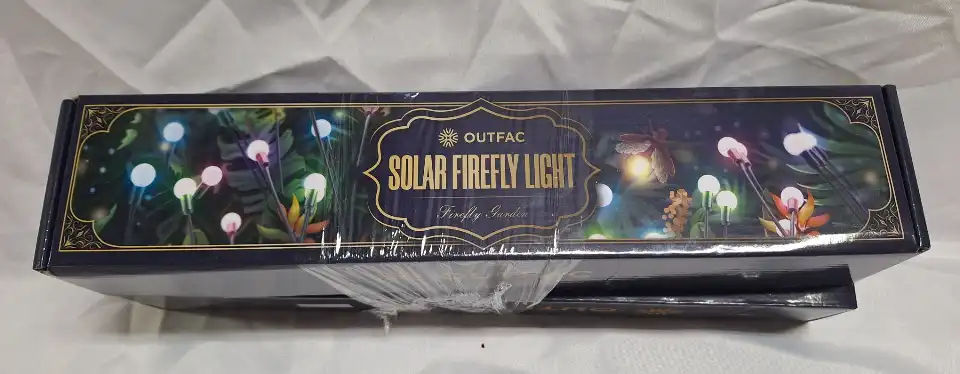 OUTFAC
SOLAR FIREFLY LIGHT
Firefly Garden